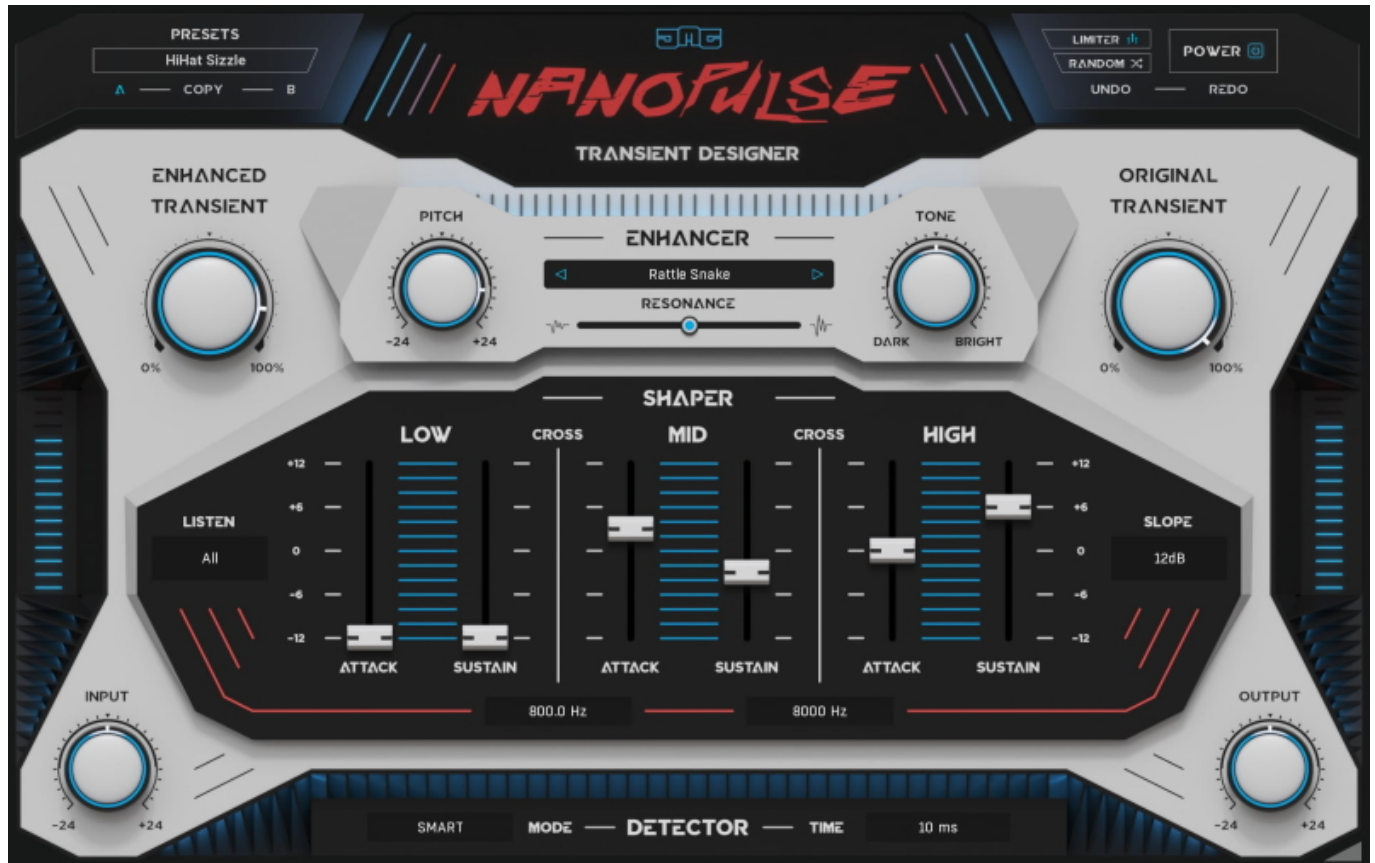 PRESETS
HiHat Sizzle
A COPY B
NANOPULSE
TRANSIENT DESIGNER
LIMITER
RANDOM
POWER
UNDO REDO
ENHANCED
TRANSIENT
0% 100%
PITCH
-24 +24
ENHANCER
Rattle Snake
RESONANCE
TONE
DARK BRIGHT
ORIGINAL
TRANSIENT
0% 100%
SHAPER
LOW CROSS MID CROSS HIGH
+12 +12
+6 +6
0 0
-6 -6
-12 -12
LISTEN
All
SLOPE
12dB
ATTACK SUSTAIN ATTACK SUSTAIN ATTACK SUSTAIN
800.0 Hz 8000 Hz
INPUT
-24 +24
OUTPUT
-24 +24
SMART MODE DETECTOR TIME 10 ms